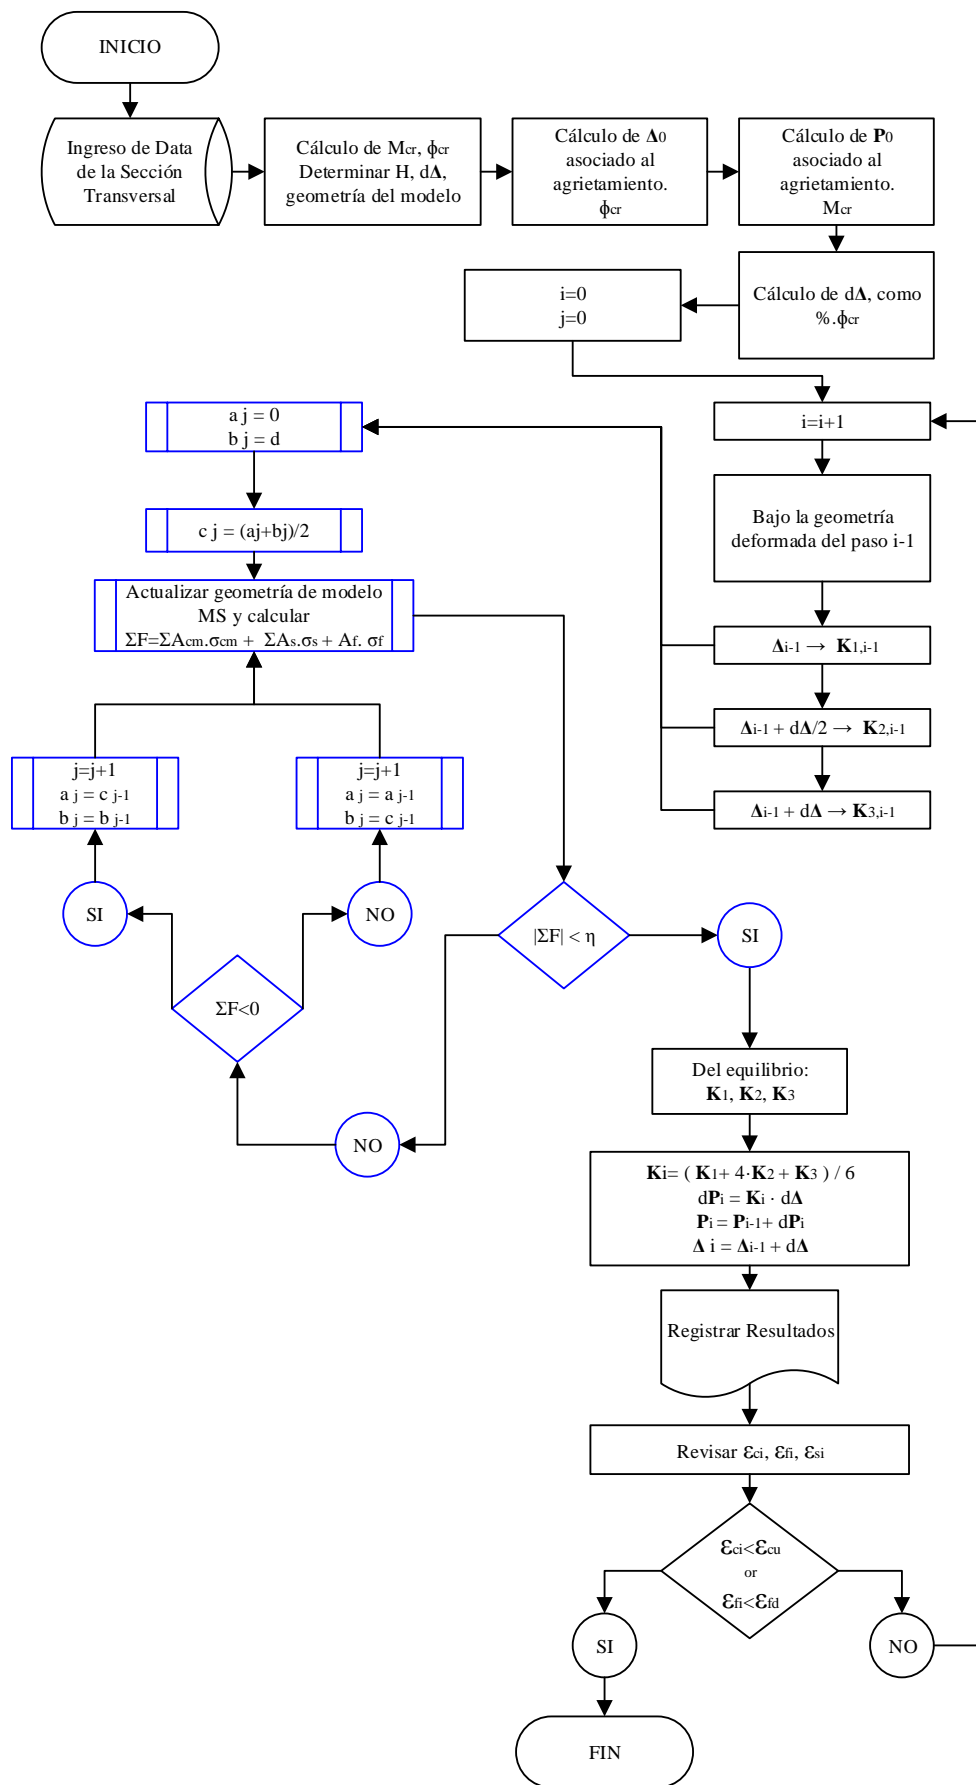 INICIO
Ingreso de Data
de la Sección
Transversal
Cálculo de Mcr, ϕcr
Determinar H, dΔ,
geometría del modelo
Cálculo de Δ0
asociado al
agrietamiento.
ϕcr
Cálculo de P0
asociado al
agrietamiento.
Mcr
Cálculo de dΔ, como
%.ϕcr
i=0
j=0
i=i+1
Bajo la geometría
deformada del paso i-1
Δi-1 → K1,i-1
Δi-1 + dΔ/2 → K2,i-1
Δi-1 + dΔ → K3,i-1
a j = 0
b j = d
c j = (aj+bj)/2
Actualizar geometría de modelo
MS y calcular
ΣF=ΣAcm.σcm + ΣAs.σs + Af. σf
j=j+1
a j = c j-1
b j = b j-1
j=j+1
a j = a j-1
b j = c j-1
SI
NO
ΣF<0
|ΣF| < η
SI
NO
Del equilibrio:
K1, K2, K3
Ki= ( K1+ 4·K2 + K3 ) / 6
dPi = Ki · dΔ
Pi = Pi-1+ dPi
Δ i = Δi-1 + dΔ
Registrar Resultados
Revisar εci, εfi, εsi
εci<εcu
or
εfi<εfd
SI
NO
FIN